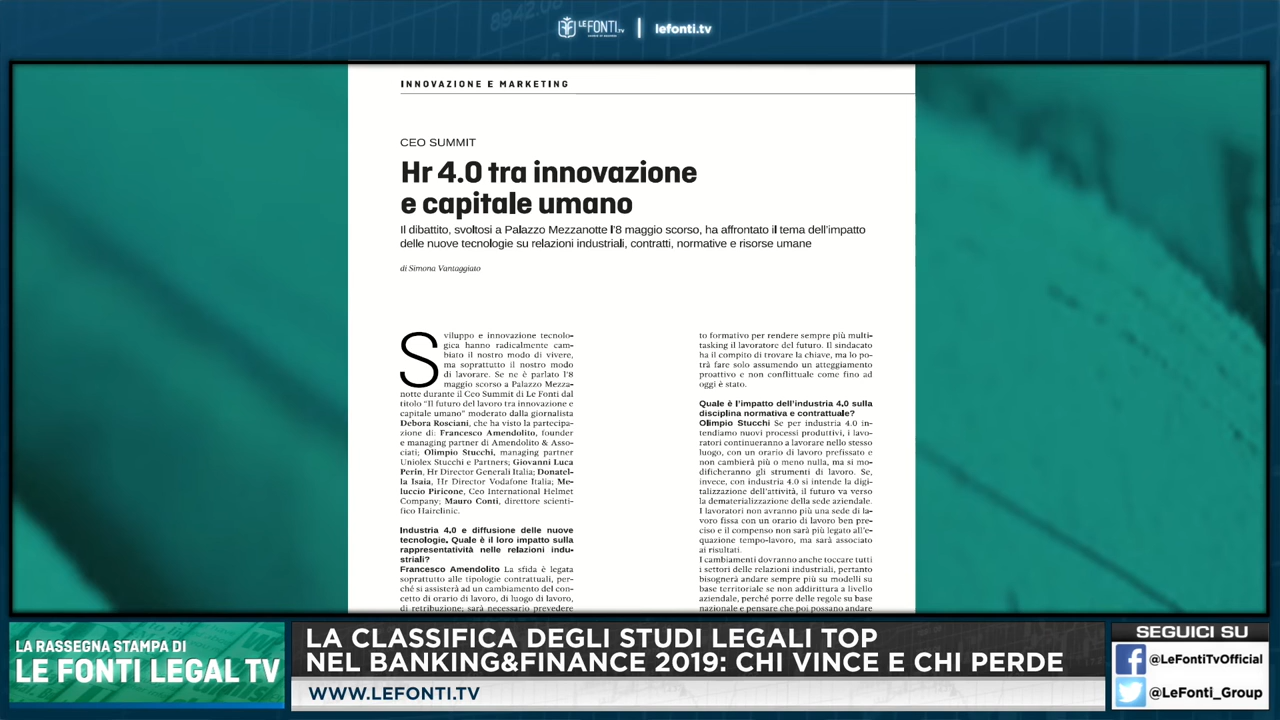 LE FONTI.TV
lefonti.tv
INNOVAZIONE E MARKETING
CEO SUMMIT
Hr 4.0 tra innovazione
e capitale umano
Il dibattito, svoltosi a Palazzo Mezzanotte l'8 maggio scorso, ha affrontato il tema dell'impatto
delle nuove tecnologie su relazioni industriali, contratti, normative e risorse umane
di Simona Vantaggiato
Sviluppo e innovazione tecnolo-
gica hanno radicalmente cam-
biato il nostro modo di vivere,
ma soprattutto il nostro modo
di lavorare. Se ne è parlato l'8
maggio scorso a Palazzo Mezza-
notte durante il Ceo Summit di Le Fonti dal
titolo "Il futuro del lavoro tra innovazione e
capitale umano" moderato dalla giornalista
Debora Rosciani, che ha visto la partecipa-
zione di: Francesco Amendolito, founder
e managing partner di Amendolito & Asso-
ciati; Olimpio Stucchi, managing partner
Uniolex Stucchi e Partners; Giovanni Luca
Perin, Hr Director Generali Italia; Donatel-
la Isaia, Hr Director Vodafone Italia; Me-
luccio Piricone, Ceo International Helmet
Company; Mauro Conti, direttore scienti-
fico Hairclinic.
Industria 4.0 e diffusione delle nuove
tecnologie. Quale è il loro impatto sulla
rappresentatività nelle relazioni indu-
striali?
Francesco Amendolito La sfida è legata
soprattutto alle tipologie contrattuali, per-
ché si assisterà ad un cambiamento del con-
cetto di orario di lavoro, di luogo di lavoro,
di retribuzione; sarà necessario prevedere
to formativo per rendere sempre più multi-
tasking il lavoratore del futuro. Il sindacato
ha il compito di trovare la chiave, ma lo po-
trà fare solo assumendo un atteggiamento
proattivo e non conflittuale come fino ad
oggi è stato.
Quale è l'impatto dell'industria 4.0 sulla
disciplina normativa e contrattuale?
Olimpio Stucchi Se per industria 4.0 in-
tendiamo nuovi processi produttivi, i lavo-
ratori continueranno a lavorare nello stesso
luogo, con un orario di lavoro prefissato e
non cambierà più o meno nulla, ma si mo-
dificheranno gli strumenti di lavoro. Se,
invece, con industria 4.0 si intende la digi-
talizzazione dell'attività, il futuro va verso
la dematerializzazione della sede aziendale.
I lavoratori non avranno più una sede di la-
voro fissa con un orario di lavoro ben pre-
ciso e il compenso non sarà più legato all'e-
quazione tempo-lavoro, ma sarà associato
ai risultati.
I cambiamenti dovranno anche toccare tutti
i settori delle relazioni industriali, pertanto
bisognerà andare sempre più su modelli su
base territoriale se non addirittura a livello
aziendale, perché porre delle regole su base
nazionale e pensare che poi possano andare
LA RASSEGNA STAMPA DI
LE FONTI LEGAL TV
LA CLASSIFICA DEGLI STUDI LEGALI TOP
NEL BANKING&FINANCE 2019: CHI VINCE E CHI PERDE
WWW.LEFONTI.TV
SEGUICI SU
@LeFontiTvOfficial
@LeFonti_Group